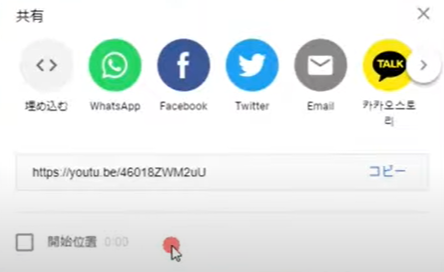 共有
埋め込む
WhatsApp
Facebook
Twitter
Email
TALK
카카오스토
리
https://youtu.be/46018ZWM2uU
コピー
開始位置 0:00